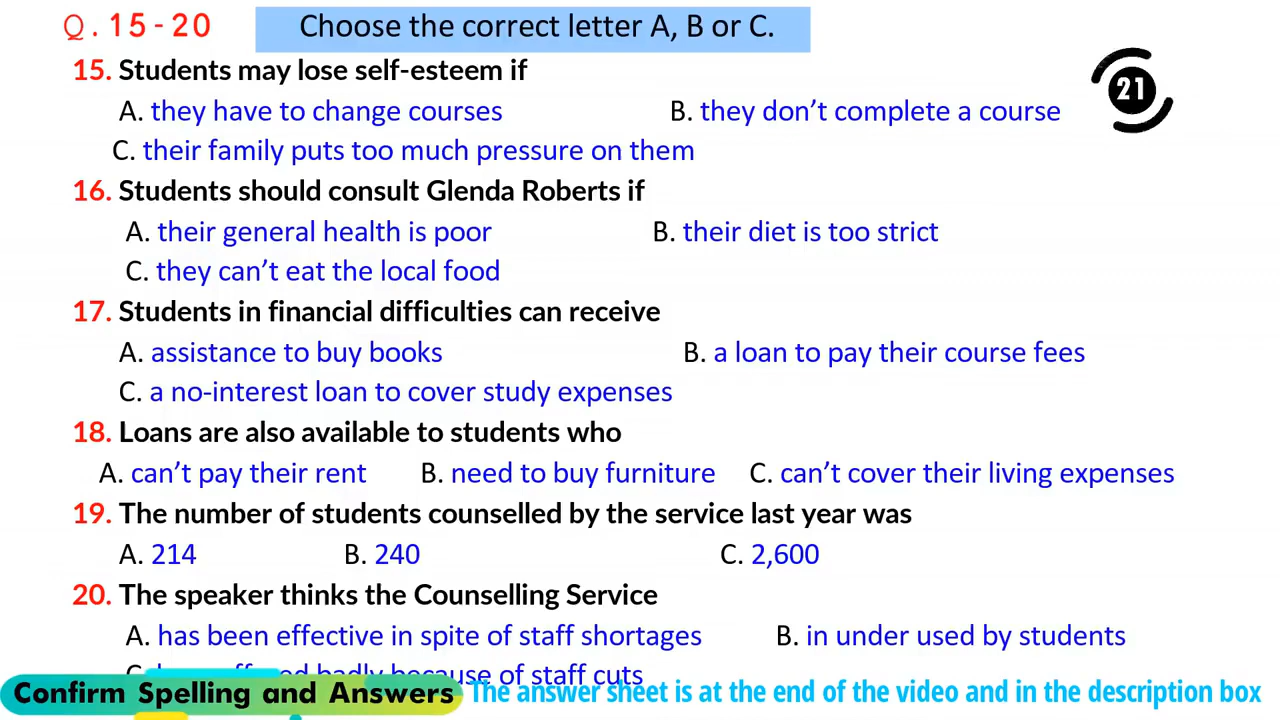 Q. 15-20 Choose the correct letter A, B or C.
15. Students may lose self-esteem if
21
A. they have to change courses B. they don't complete a course
C. their family puts too much pressure on them
16. Students should consult Glenda Roberts if
A. their general health is poor B. their diet is too strict
C. they can't eat the local food
17. Students in financial difficulties can receive
A. assistance to buy books B. a loan to pay their course fees
C. a no-interest loan to cover study expenses
18. Loans are also available to students who
A. can't pay their rent B. need to buy furniture C. can't cover their living expenses
19. The number of students counselled by the service last year was
A. 214 B. 240 C. 2,600
20. The speaker thinks the Counselling Service
A. has been effective in spite of staff shortages B. in under used by students
badly because of staff cuts
Confirm Spelling and Answers The answer sheet is at the end of the video and in the description box